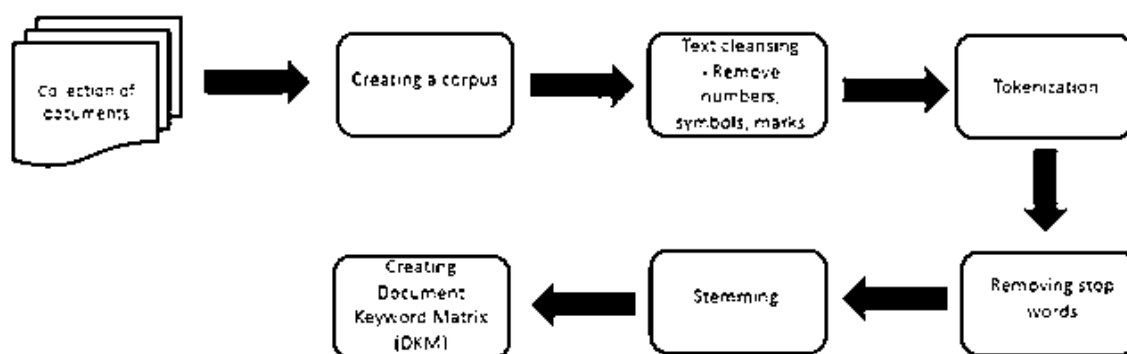 Collection of
documents
Creating a corpus
Text cleansing
- Remove
numbers,
symbols, marks
Tokenization
Removing stop
words
Stemming
Creating
Document
Keyword Matrix
(DKM)